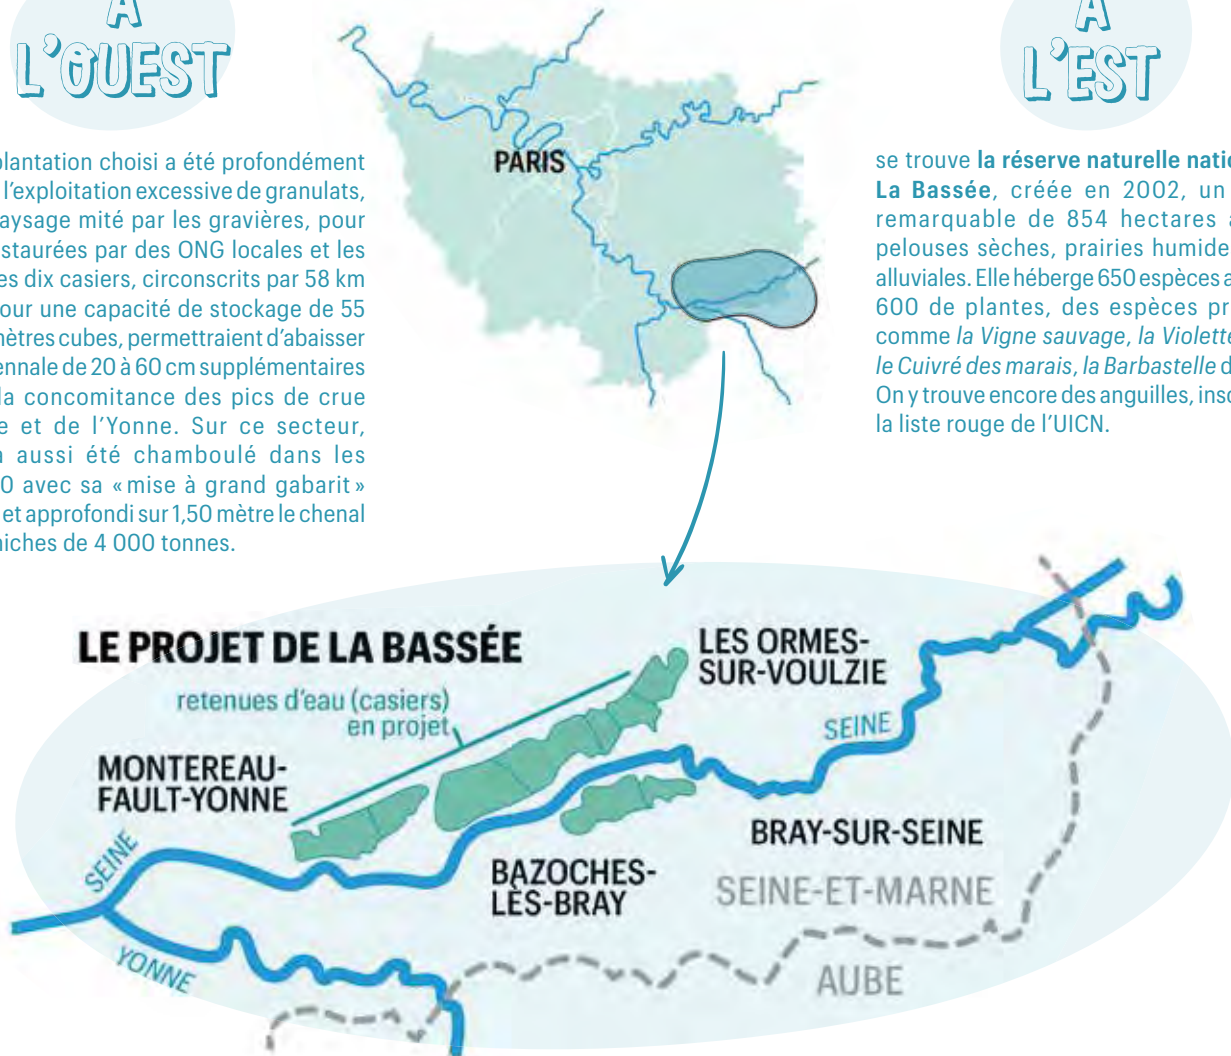 À
L'OUEST
plantation choisi a été profondément
l'exploitation excessive de granulats,
aysage mité par les gravières, pour
staurées par des ONG locales et les
es dix casiers, circonscrits par 58 km
our une capacité de stockage de 55
mètres cubes, permettraient d'abaisser
ennale de 20 à 60 cm supplémentaires
la concomitance des pics de crue
e et de l'Yonne. Sur ce secteur,
a aussi été chamboulé dans les
0 avec sa « mise à grand gabarit »
et approfondi sur 1,50 mètre le chenal
niches de 4 000 tonnes.
PARIS
À
L'EST
se trouve la réserve naturelle natio
La Bassée, créée en 2002, un
remarquable de 854 hectares a
pelouses sèches, prairies humide
alluviales. Elle héberge 650 espèces a
600 de plantes, des espèces pr
comme la Vigne sauvage, la Violette
le Cuivré des marais, la Barbastelle d
On y trouve encore des anguilles, insc
la liste rouge de l'UICN.
LE PROJET DE LA BASSÉE
retenues d'eau (casiers)
en projet
LES ORMES-
SUR-VOULZIE
SEINE
MONTEREAU-
FAULT-YONNE
BRAY-SUR-SEINE
SEINE
BAZOCHES-
LÈS-BRAY
SEINE-ET-MARNE
YONNE
AUBE